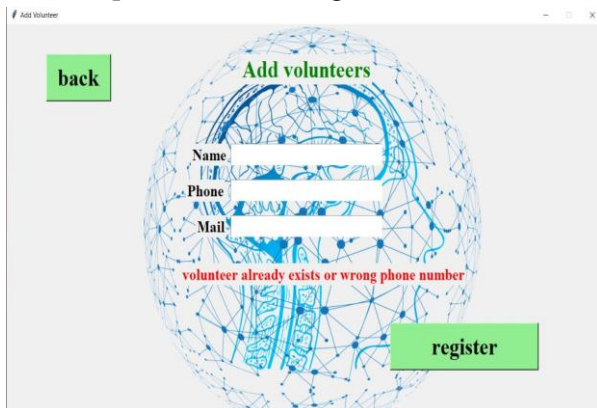 Add Volunteer
back
Add volunteers
Name
Phone
Mail
volunteer already exists or wrong phone number
register